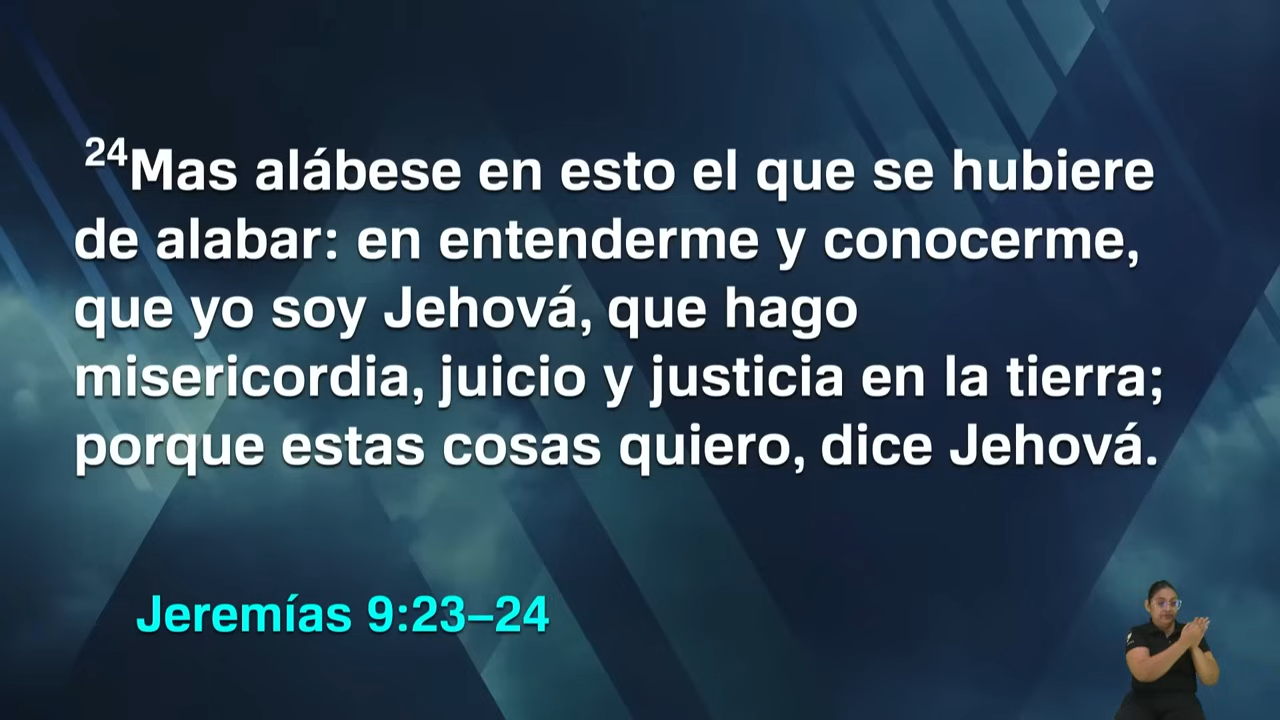 ²⁴Mas alábese en esto el que se hubiere
de alabar: en entenderme y conocerme,
que yo soy Jehová, que hago
misericordia, juicio y justicia en la tierra;
porque estas cosas quiero, dice Jehová.
Jeremías 9:23–24